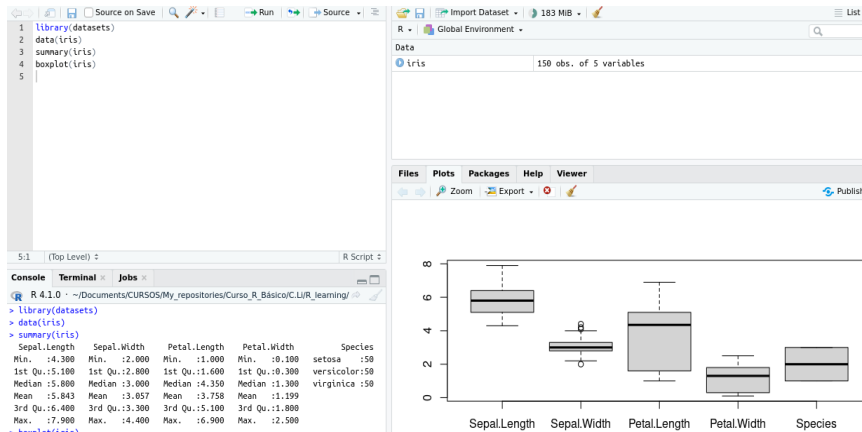 Source on Save Run Source
1 library(datasets)
2 data(iris)
3 summary(iris)
4 boxplot(iris)
5
5:1 (Top Level) R Script
Console Terminal Jobs
R 4.1.0 · ~/Documents/CURSOS/My_repositories/Curso_R_Básico/C.Li/R_learning/
> library(datasets)
> data(iris)
> summary(iris)
Sepal.Length Sepal.Width Petal.Length Petal.Width Species
Min. :4.300 Min. :2.000 Min. :1.000 Min. :0.100 setosa :50
1st Qu.:5.100 1st Qu.:2.800 1st Qu.:1.600 1st Qu.:0.300 versicolor:50
Median :5.800 Median :3.000 Median :4.350 Median :1.300 virginica :50
Mean :5.843 Mean :3.057 Mean :3.758 Mean :1.199
3rd Qu.:6.400 3rd Qu.:3.300 3rd Qu.:5.100 3rd Qu.:1.800
Max. :7.900 Max. :4.400 Max. :6.900 Max. :2.500
> boxplot(iris)
Import Dataset 183 MiB List
R Global Environment
Data
iris 150 obs. of 5 variables
Files Plots Packages Help Viewer
Zoom Export Publish
8
6
4
2
0
Sepal.Length Sepal.Width Petal.Length Petal.Width Species